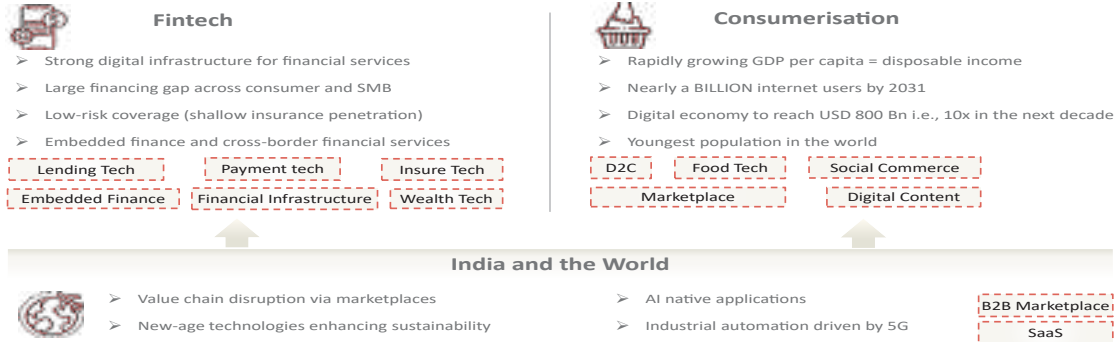 Fintech
Strong digital infrastructure for financial services
Large financing gap across consumer and SMB
Low-risk coverage (shallow insurance penetration)
Embedded finance and cross-border financial services
Lending Tech
Payment tech
Insure Tech
Embedded Finance
Financial Infrastructure
Wealth Tech
Consumerisation
Rapidly growing GDP per capita = disposable income
Nearly a BILLION internet users by 2031
Digital economy to reach USD 800 Bn i.e., 10x in the next decade
Youngest population in the world
D2C
Food Tech
Social Commerce
Marketplace
Digital Content
India and the World
Value chain disruption via marketplaces
New-age technologies enhancing sustainability
AI native applications
Industrial automation driven by 5G
B2B Marketplace
SaaS